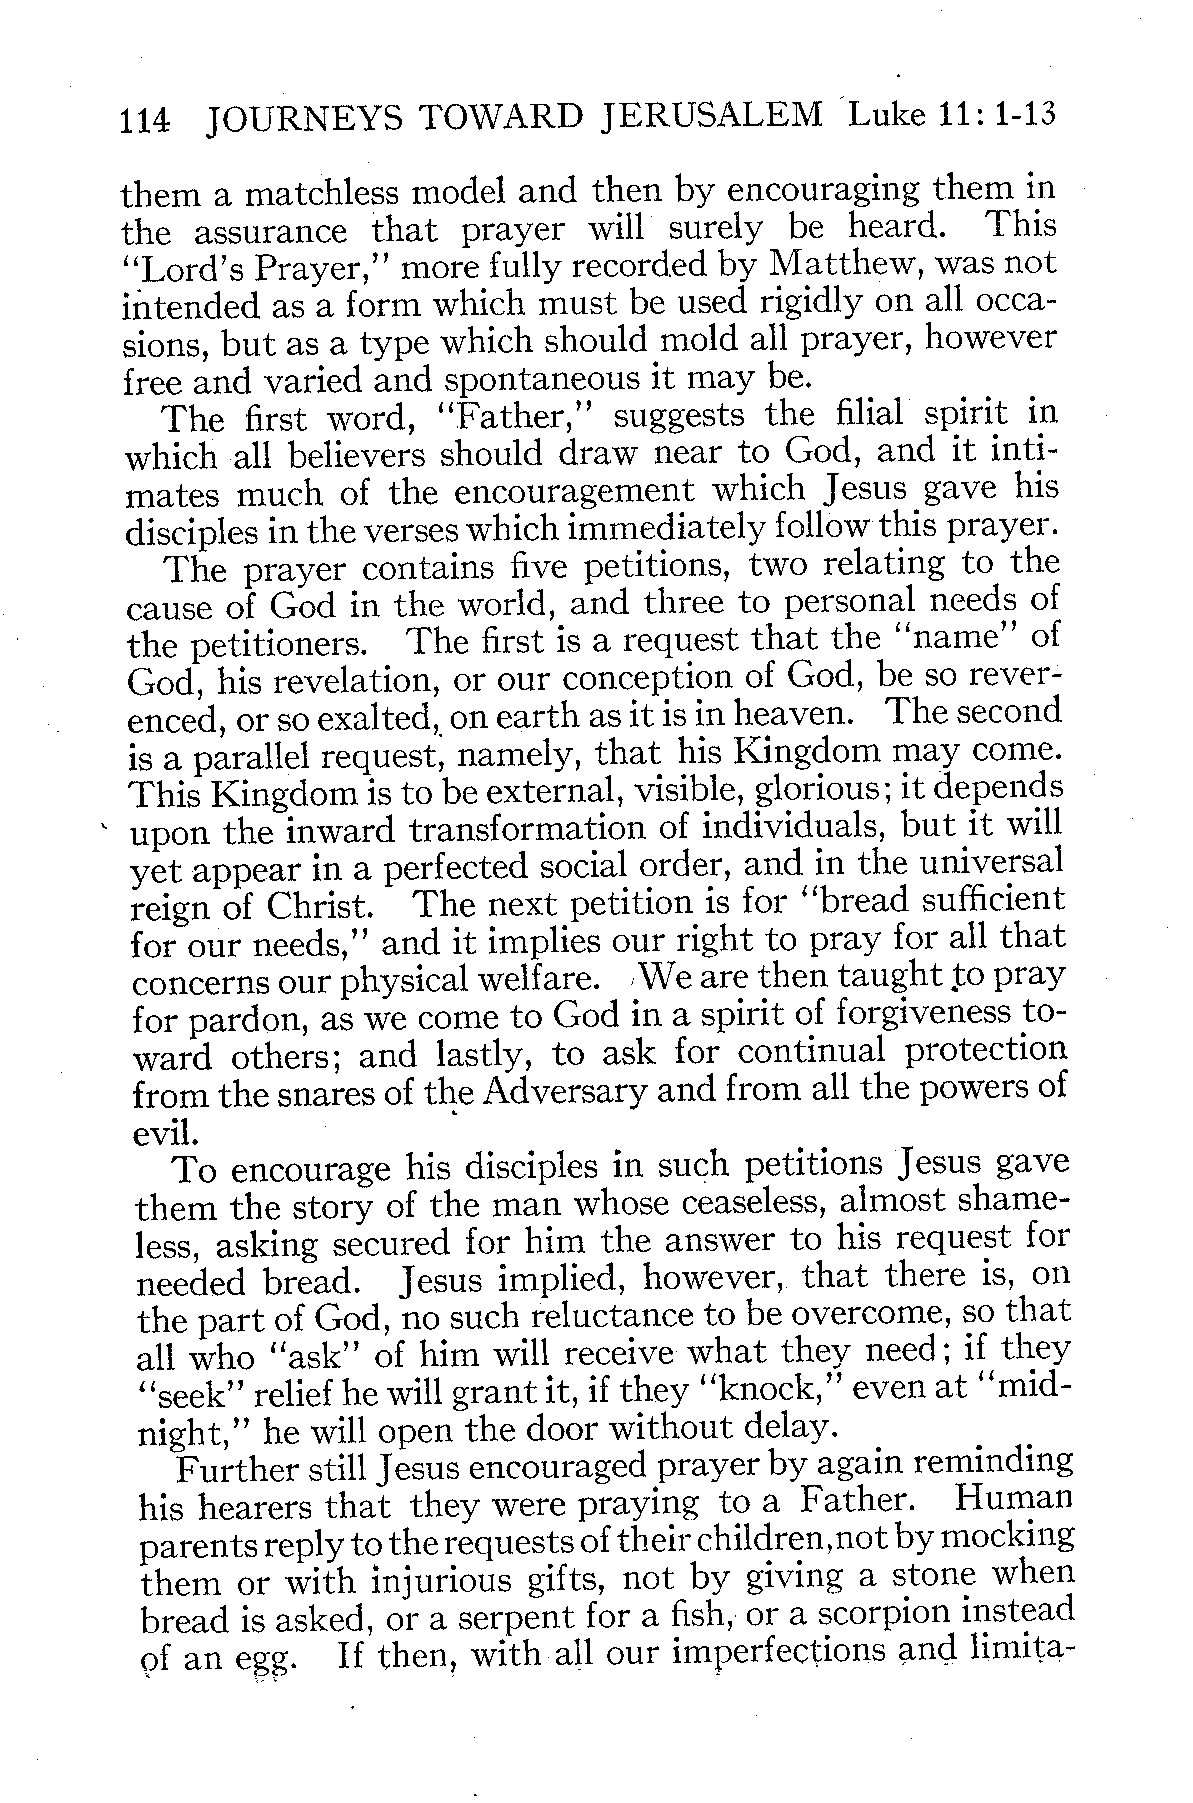 114 JOURNEYS TOWARD JERUSALEM Luke 11: 1-13
them a matchless model and then by encouraging them in
the assurance that prayer will surely be heard. This
“Lord’s Prayer,” more fully recorded by Matthew, was not
intended as a form which must be used rigidly on all occa-
sions, but as a type which should mold all prayer, however
free and varied and spontaneous it may be.
The first word, “Father,” suggests the filial spirit in
which all believers should draw near to God, and it inti-
mates much of the encouragement which Jesus gave his
disciples in the verses which immediately follow this prayer.
The prayer contains five petitions, two relating to the
cause of God in the world, and three to personal needs of
the petitioners. The first is a request that the “name” of
God, his revelation, or our conception of God, be so rever-
enced, or so exalted, on earth as it is in heaven. The second
is a parallel request, namely, that his Kingdom may come.
This Kingdom is to be external, visible, glorious; it depends
upon the inward transformation of individuals, but it will
yet appear in a perfected social order, and in the universal
reign of Christ. The next petition is for “bread sufficient
for our needs,” and it implies our right to pray for all that
concerns our physical welfare. We are then taught to pray
for pardon, as we come to God in a spirit of forgiveness to-
ward others; and lastly, to ask for continual protection
from the snares of the Adversary and from all the powers of
evil.
To encourage his disciples in such petitions Jesus gave
them the story of the man whose ceaseless, almost shame-
less, asking secured for him the answer to his request for
needed bread. Jesus implied, however, that there is, on
the part of God, no such reluctance to be overcome, so that
all who “ask” of him will receive what they need; if they
“seek” relief he will grant it, if they “knock,” even at “mid-
night,” he will open the door without delay.
Further still Jesus encouraged prayer by again reminding
his hearers that they were praying to a Father. Human
parents reply to the requests of their children, not by mocking
them or with injurious gifts, not by giving a stone when
bread is asked, or a serpent for a fish, or a scorpion instead
of an egg. If then, with all our imperfections and limita-